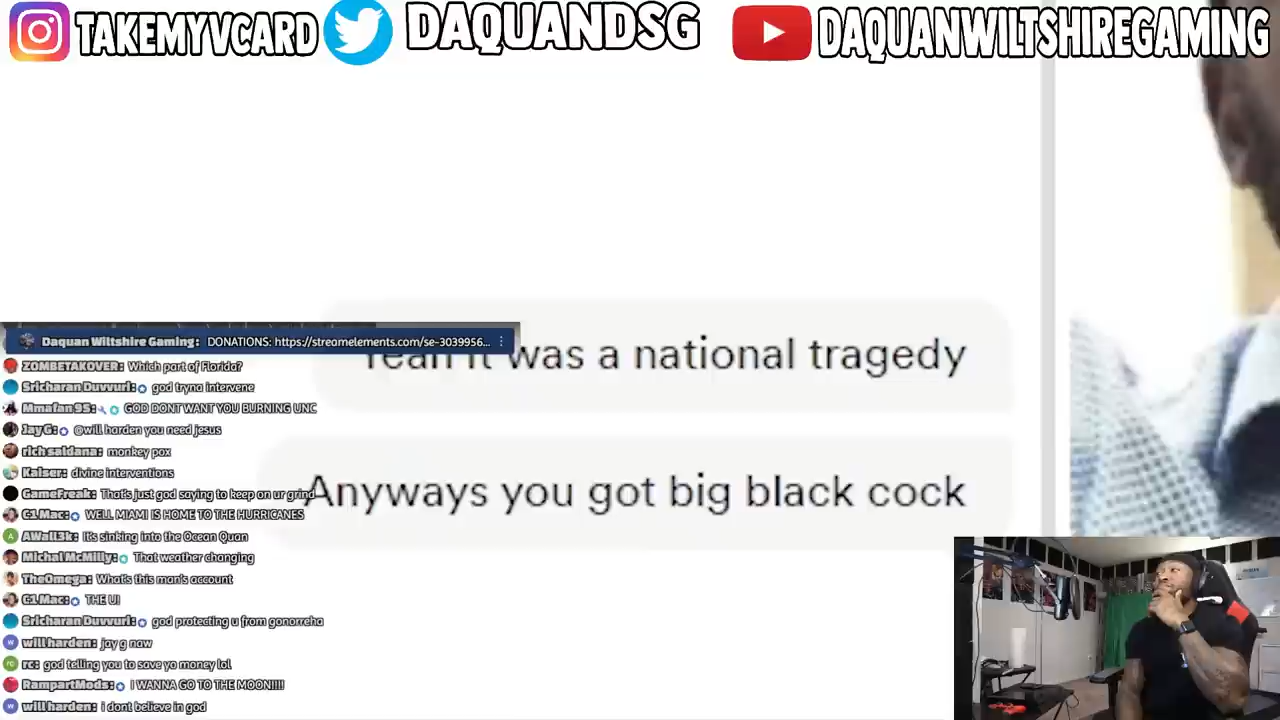 TAKEMYVCARD DAQUANDSG DAQUANWILTSHIREGAMING
Yeah it was a national tragedy
Anyways you got big black cock
Daquan Wiltshire Gaming: DONATIONS: https://streamelements.com/se-3039956...
ZOMBETAKOVER: Which part of Florida?
Sricharan Duvvuri: god tryna intervene
Mmafan95: GOD DONT WANT YOU BURNING UNC
Jay G: @will harden you need jesus
rich saldana: monkey pox
Kaiser: divine interventions
GameFreak: That's just god saying to keep on ur grind
C1 Mac: WELL MIAMI IS HOME TO THE HURRICANES
AWall3k: It's sinking into the Ocean Quan
Michal McMilly: That weather changing
TheOmega: What's this man's account
C1 Mac: THE U!
Sricharan Duvvuri: god protecting u from gonorreha
will harden: jay g naw
rc: god telling you to save yo money lol
RampartMods: I WANNA GO TO THE MOON!!!!
will harden: i dont believe in god